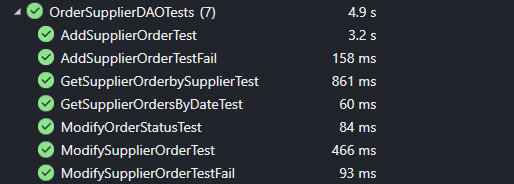 OrderSupplierDAOTests (7) 4.9 s
AddSupplierOrderTest 3.2 s
AddSupplierOrderTestFail 158 ms
GetSupplierOrderbySupplierTest 861 ms
GetSupplierOrdersByDateTest 60 ms
ModifyOrderStatusTest 84 ms
ModifySupplierOrderTest 466 ms
ModifySupplierOrderTestFail 93 ms